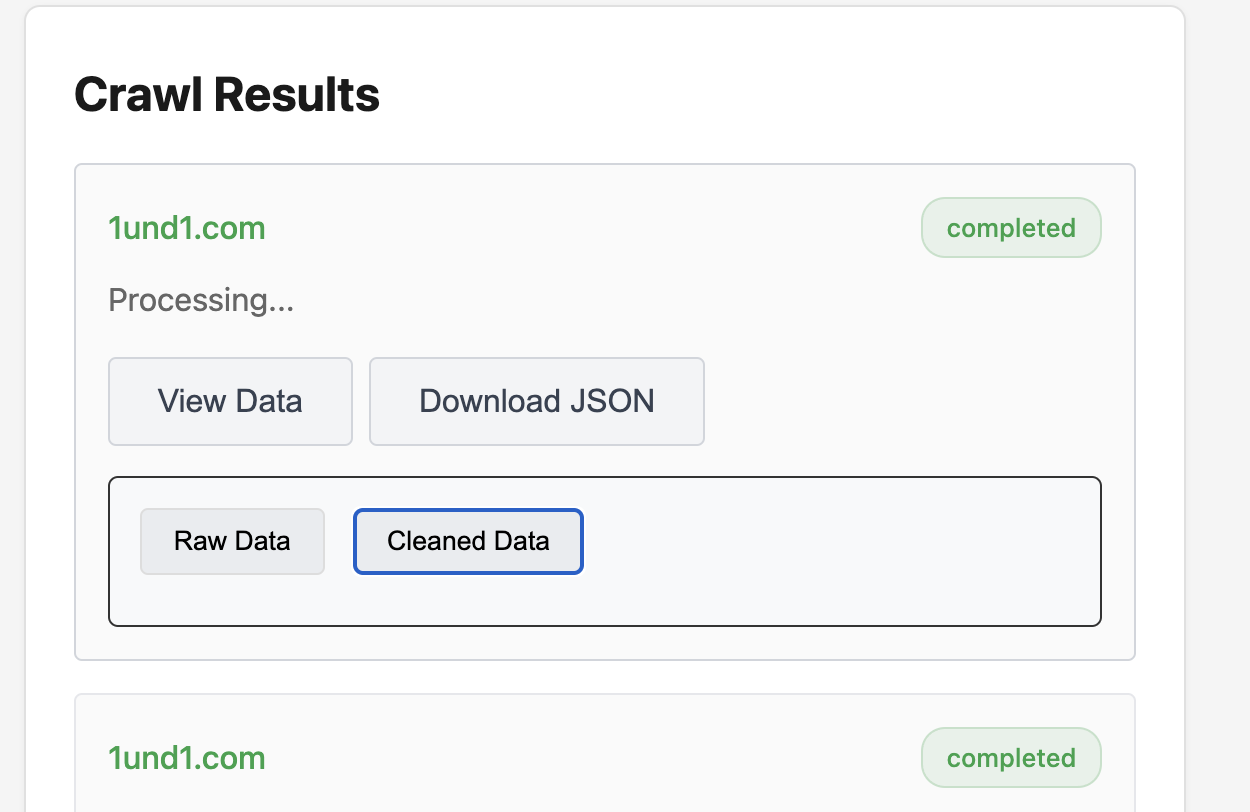 Crawl Results
1und1.com
completed
Processing...
View Data
Download JSON
Raw Data
Cleaned Data
1und1.com
completed